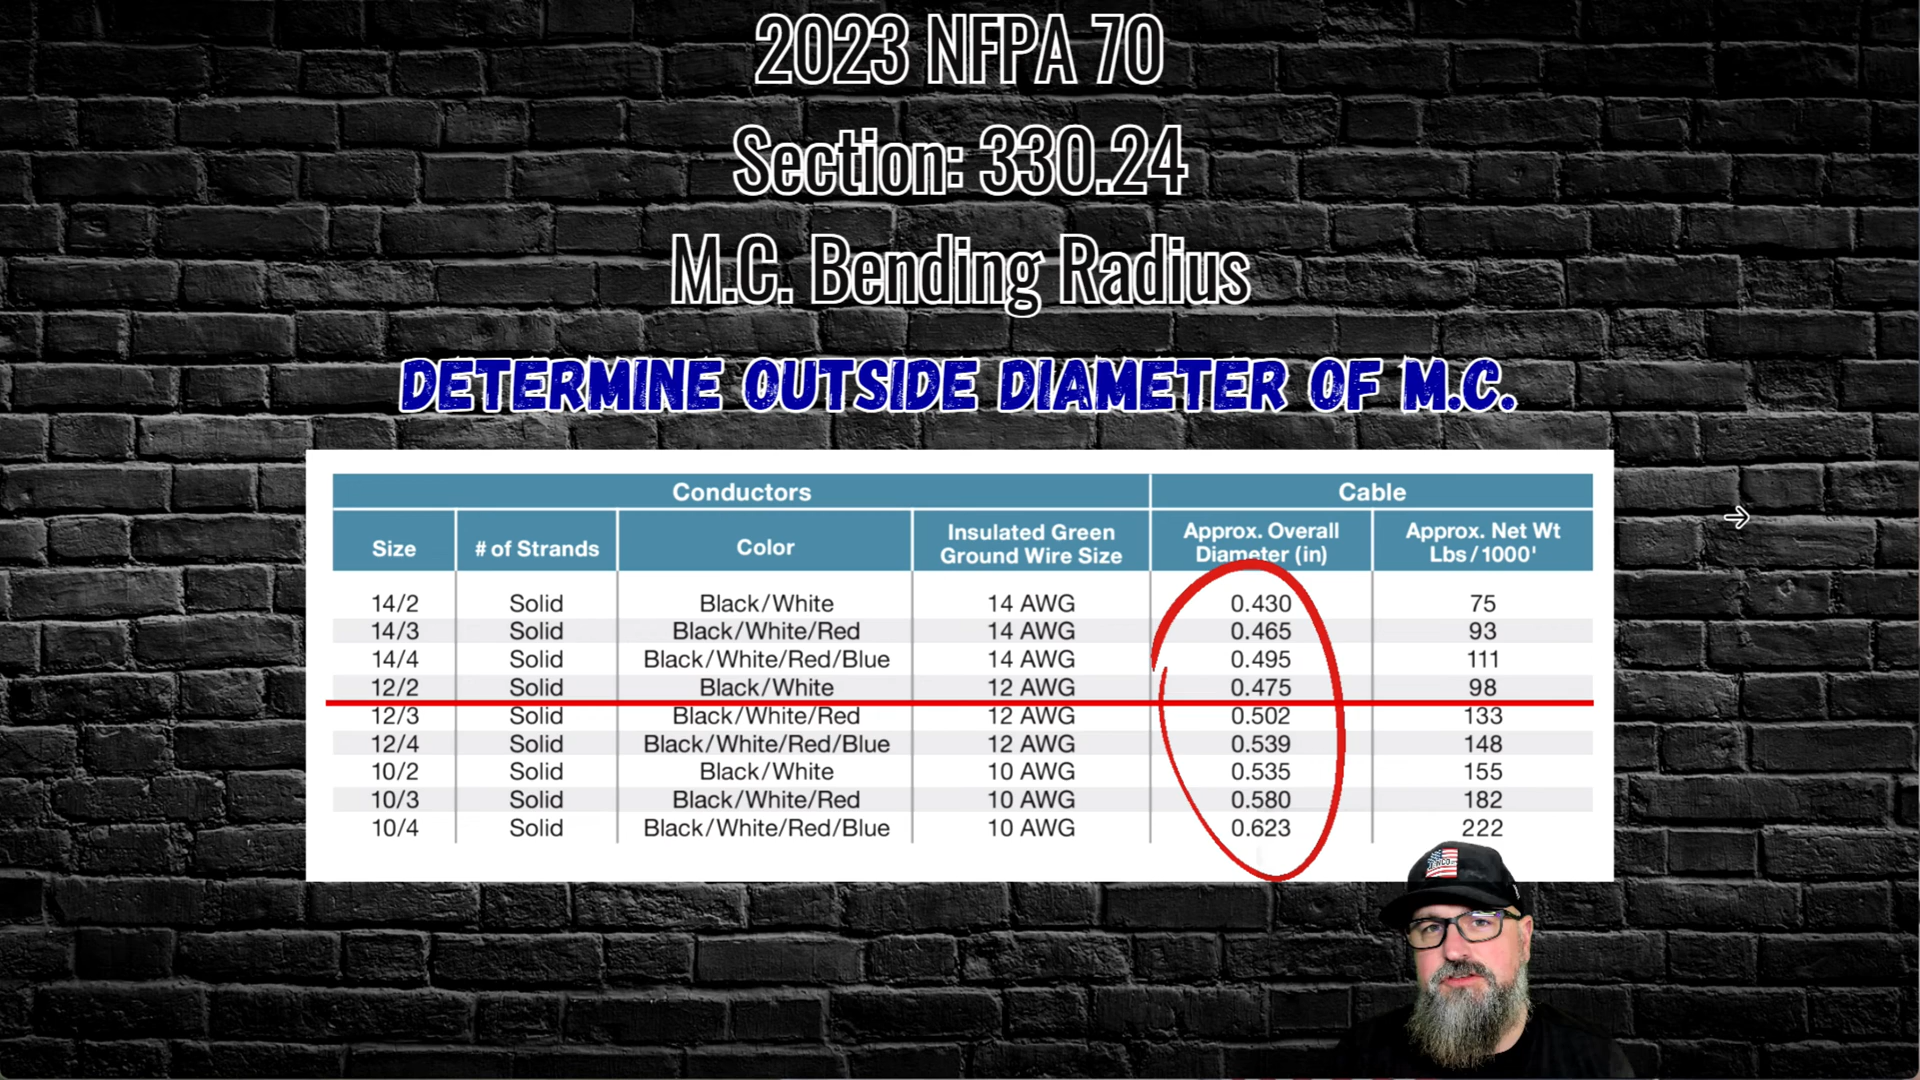 2023 NFPA 70
Section: 330.24
M.C. Bending Radius
DETERMINE OUTSIDE DIAMETER OF M.C.
Conductors Cable
Size # of Strands Color Insulated Green Ground Wire Size Approx. Overall Diameter (in) Approx. Net Wt Lbs/1000'
14/2 Solid Black/White 14 AWG 0.430 75
14/3 Solid Black/White/Red 14 AWG 0.465 93
14/4 Solid Black/White/Red/Blue 14 AWG 0.495 111
12/2 Solid Black/White 12 AWG 0.475 98
12/3 Solid Black/White/Red 12 AWG 0.502 133
12/4 Solid Black/White/Red/Blue 12 AWG 0.539 148
10/2 Solid Black/White 10 AWG 0.535 155
10/3 Solid Black/White/Red 10 AWG 0.580 182
10/4 Solid Black/White/Red/Blue 10 AWG 0.623 222